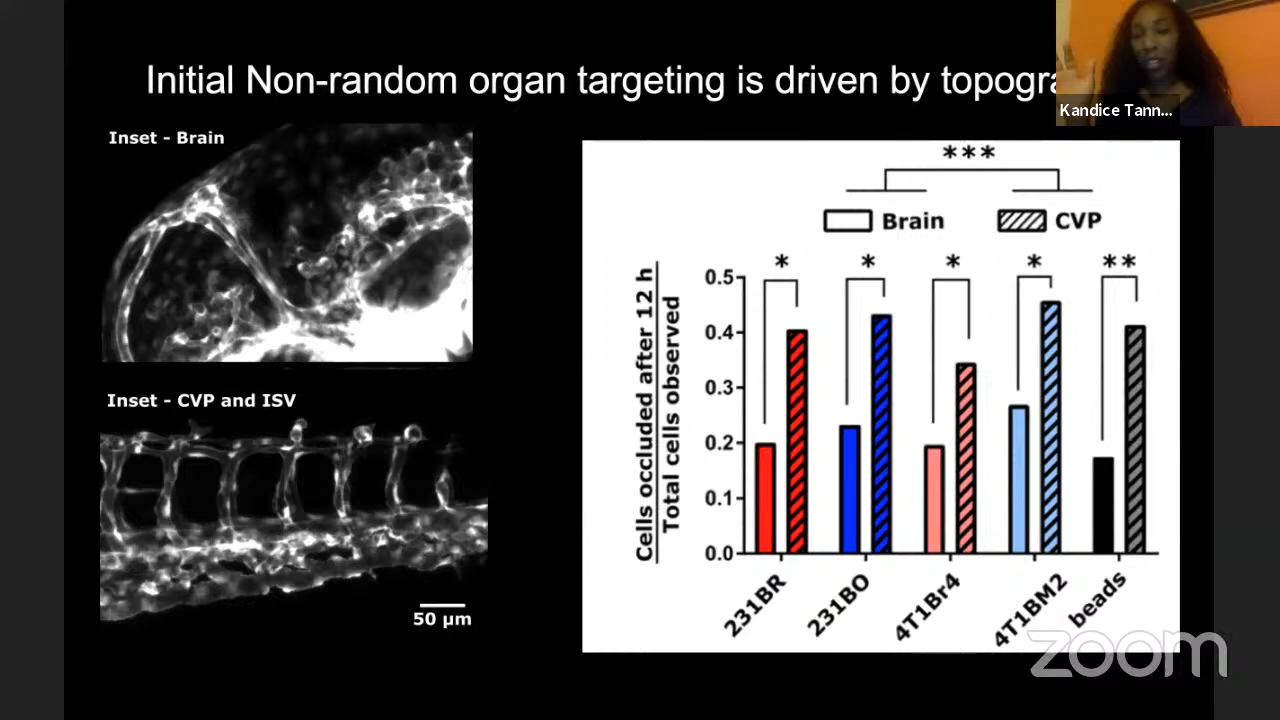 Initial Non-random organ targeting is driven by
Kandice Tann...
Inset - Brain
Inset - CVP and ISV
50 µm
***
Brain
CVP
* * * * **
Cells occluded after 12 h
Total cells observed
0.5
0.4
0.3
0.2
0.1
0.0
231BR
231BO
4T1Br4
4T1BM2
beads
zoom